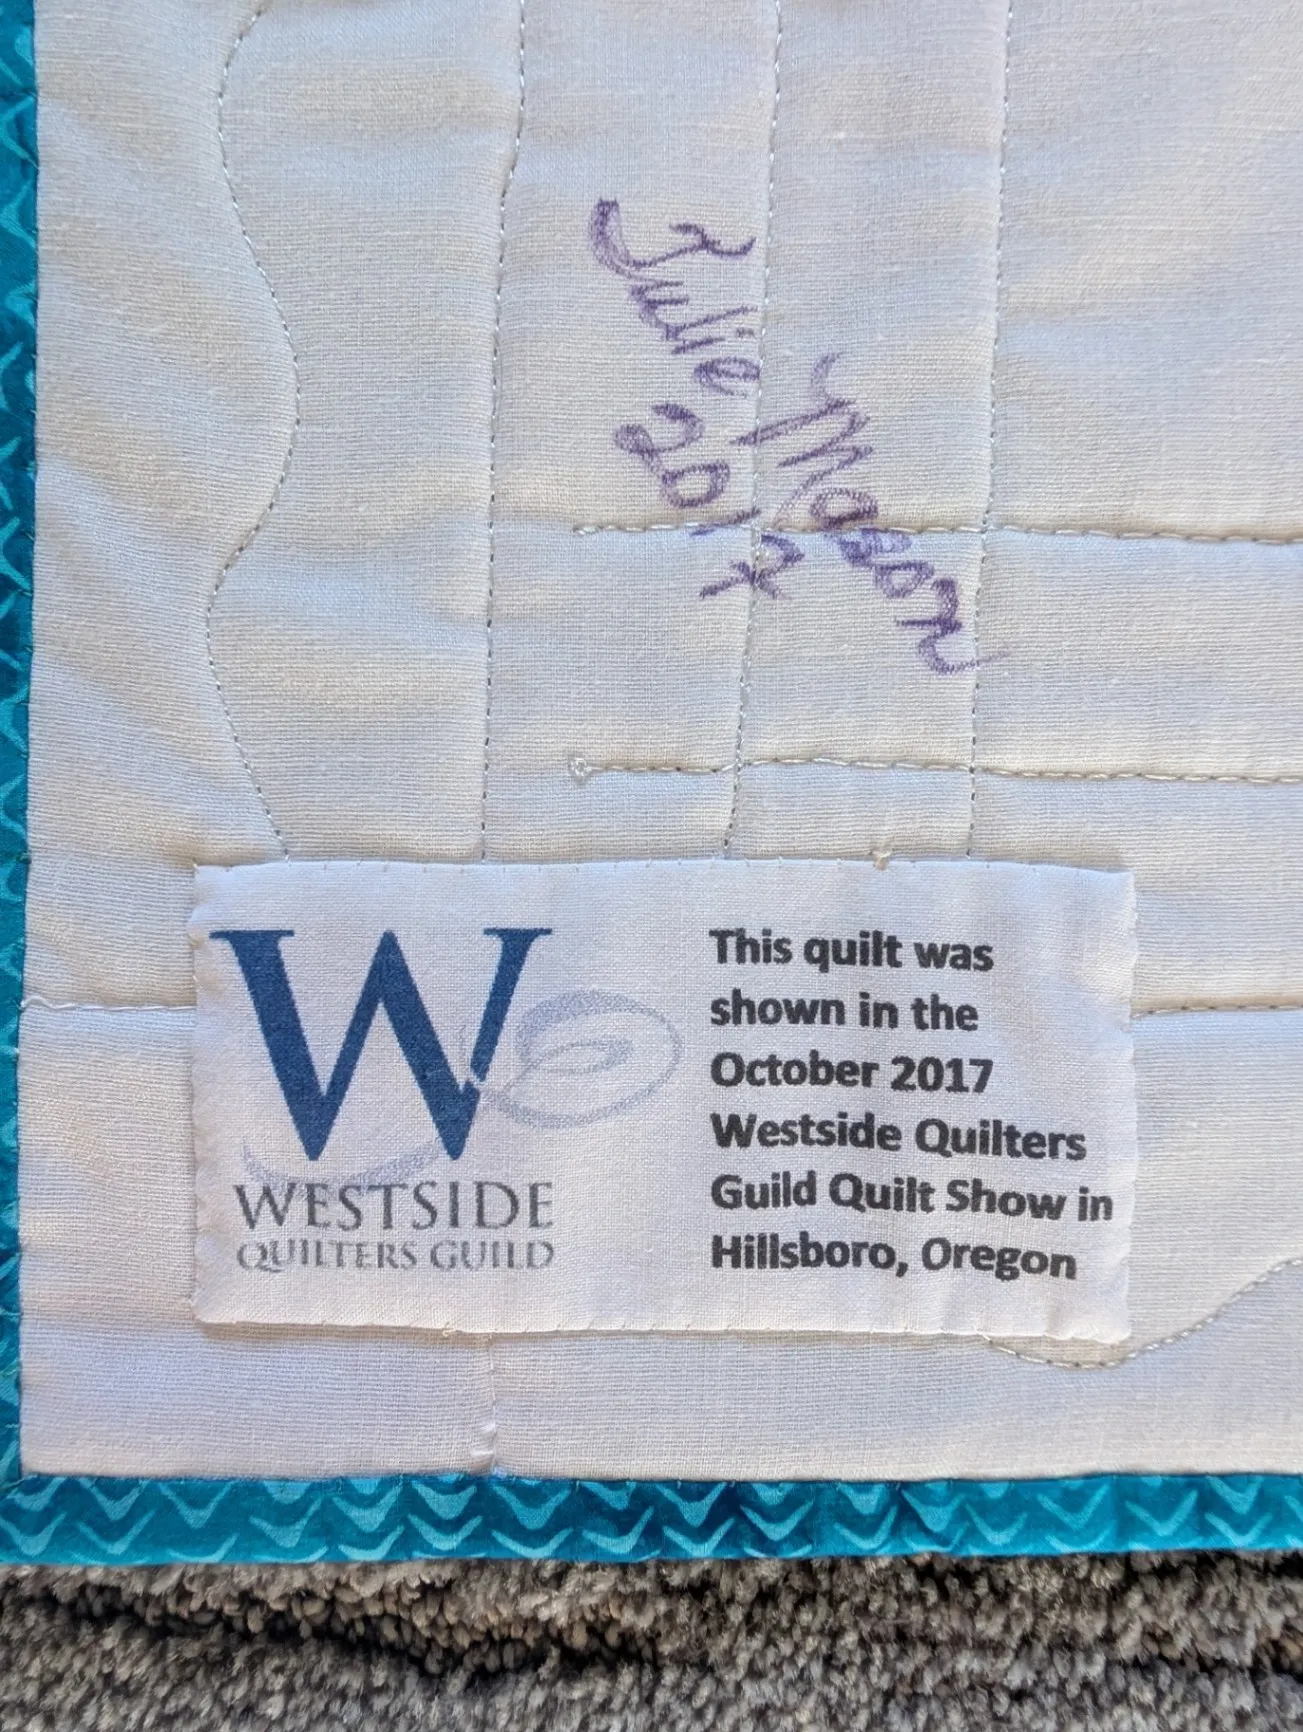 Julie
Mason
2017
W
WESTSIDE
QUILTERS GUILD
This quilt was
shown in the
October 2017
Westside Quilters
Guild Quilt Show in
Hillsboro, Oregon